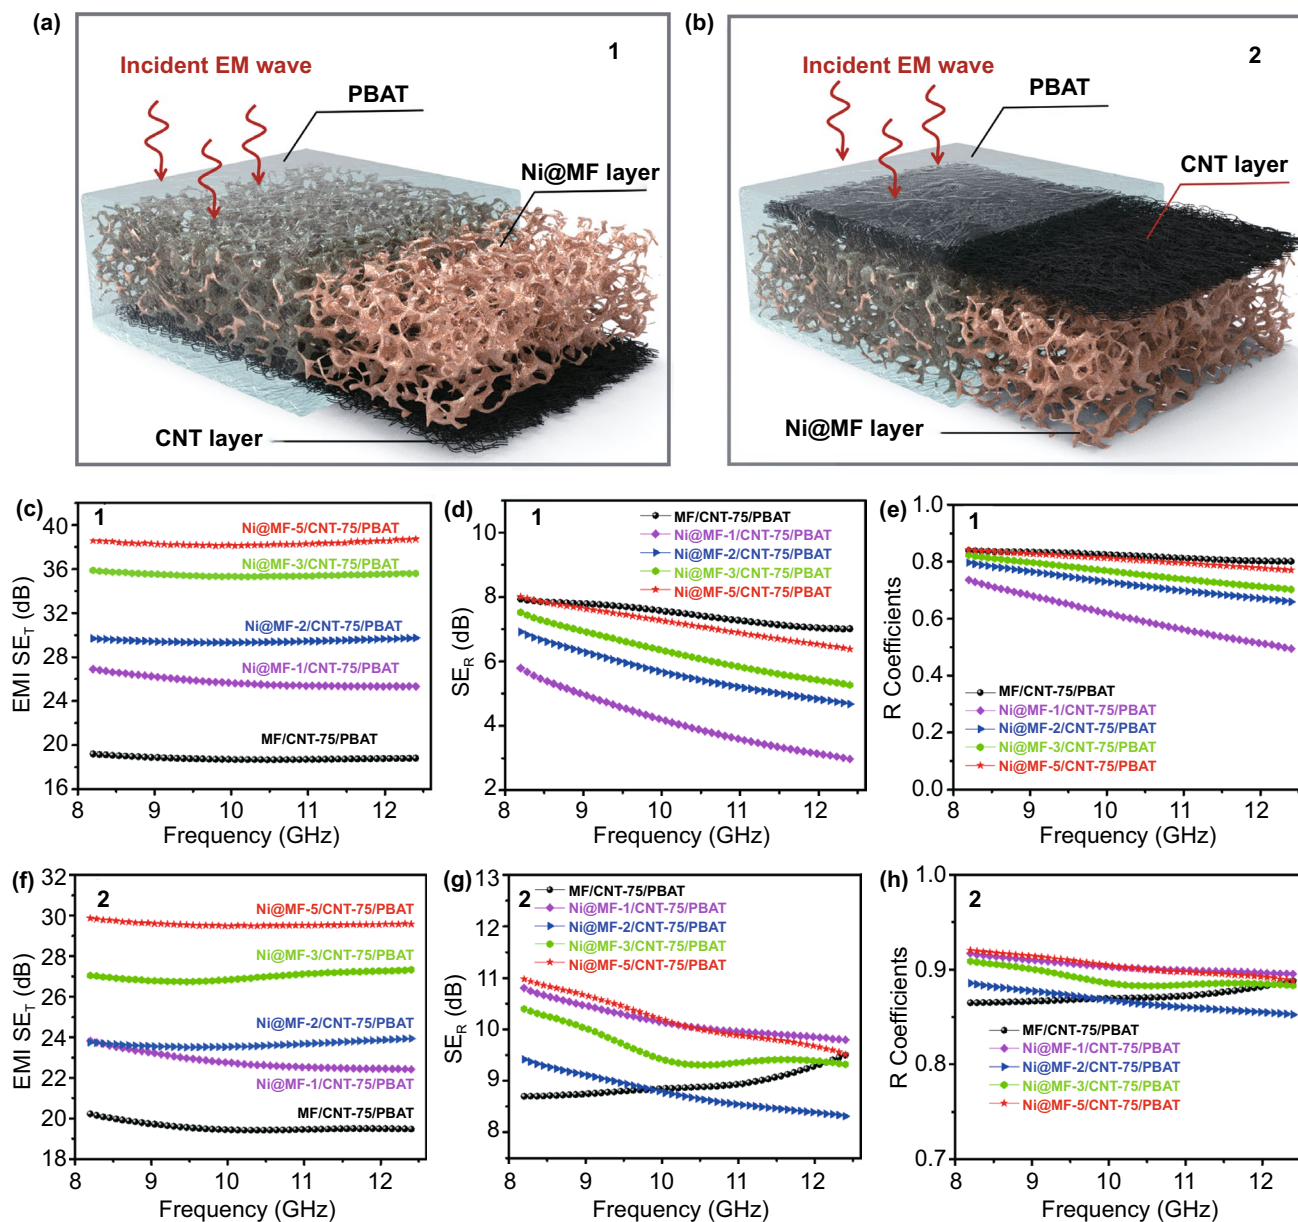 (a)
1
Incident EM wave
PBAT
Ni@MF layer
CNT layer
(b)
2
Incident EM wave
PBAT
CNT layer
Ni@MF layer
(c)
1
EMI SE_T (dB)
40
36
32
28
24
20
16
Ni@MF-5/CNT-75/PBAT
Ni@MF-3/CNT-75/PBAT
Ni@MF-2/CNT-75/PBAT
Ni@MF-1/CNT-75/PBAT
MF/CNT-75/PBAT
8 9 10 11 12
Frequency (GHz)
(d)
1
SE_R (dB)
10
8
6
4
2
MF/CNT-75/PBAT
Ni@MF-1/CNT-75/PBAT
Ni@MF-2/CNT-75/PBAT
Ni@MF-3/CNT-75/PBAT
Ni@MF-5/CNT-75/PBAT
8 9 10 11 12
Frequency (GHz)
(e)
1
R Coefficients
1.0
0.8
0.6
0.4
0.2
0.0
MF/CNT-75/PBAT
Ni@MF-1/CNT-75/PBAT
Ni@MF-2/CNT-75/PBAT
Ni@MF-3/CNT-75/PBAT
Ni@MF-5/CNT-75/PBAT
8 9 10 11 12
Frequency (GHz)
(f)
2
EMI SE_T (dB)
32
30
28
26
24
22
20
18
Ni@MF-5/CNT-75/PBAT
Ni@MF-3/CNT-75/PBAT
Ni@MF-2/CNT-75/PBAT
Ni@MF-1/CNT-75/PBAT
MF/CNT-75/PBAT
8 9 10 11 12
Frequency (GHz)
(g)
2
SE_R (dB)
13
12
11
10
9
8
MF/CNT-75/PBAT
Ni@MF-1/CNT-75/PBAT
Ni@MF-2/CNT-75/PBAT
Ni@MF-3/CNT-75/PBAT
Ni@MF-5/CNT-75/PBAT
8 9 10 11 12
Frequency (GHz)
(h)
2
R Coefficients
1.0
0.9
0.8
0.7
MF/CNT-75/PBAT
Ni@MF-1/CNT-75/PBAT
Ni@MF-2/CNT-75/PBAT
Ni@MF-3/CNT-75/PBAT
Ni@MF-5/CNT-75/PBAT
8 9 10 11 12
Frequency (GHz)